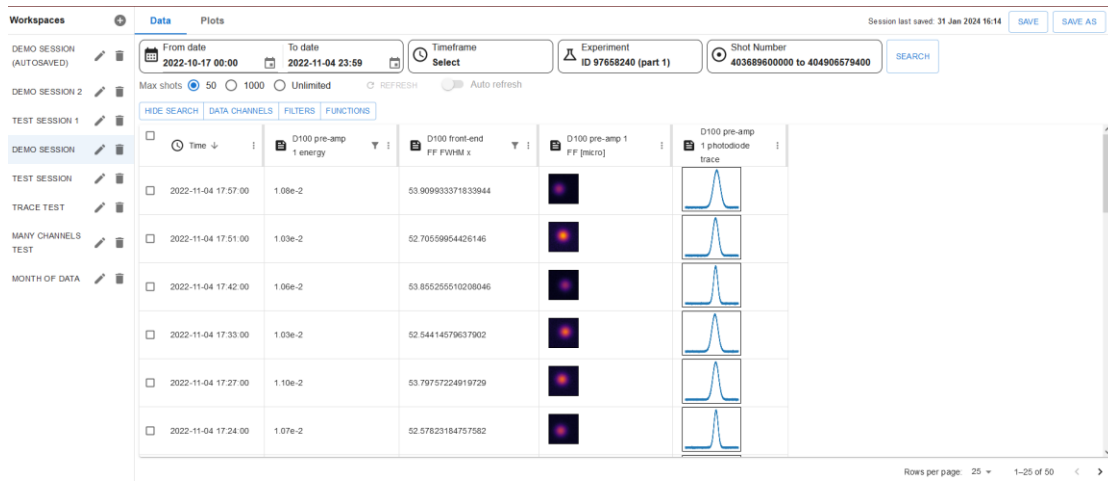 Workspaces
Data Plots
Session last saved: 31 Jan 2024 16:14 SAVE SAVE AS
DEMO SESSION
(AUTOSAVED)
DEMO SESSION 2
TEST SESSION 1
DEMO SESSION
TEST SESSION
TRACE TEST
MANY CHANNELS
TEST
MONTH OF DATA
From date To date Timeframe Experiment Shot Number
2022-10-17 00:00 2022-11-04 23:59 Select ID 97658240 (part 1) 403689600000 to 404906579400 SEARCH
Max shots 50 1000 Unlimited REFRESH Auto refresh
HIDE SEARCH DATA CHANNELS FILTERS FUNCTIONS
Time
D100 pre-amp
1 energy
D100 front-end
FF FWHM x
D100 pre-amp 1
FF [micro]
D100 pre-amp
1 photodiode
trace
2022-11-04 17:57:00 1.08e-2 53.909933371833944
2022-11-04 17:51:00 1.03e-2 52.70559954426146
2022-11-04 17:42:00 1.06e-2 53.855255510208046
2022-11-04 17:33:00 1.03e-2 52.54414579637902
2022-11-04 17:27:00 1.10e-2 53.79757224919729
2022-11-04 17:24:00 1.07e-2 52.57823184757582
Rows per page: 25 1–25 of 50